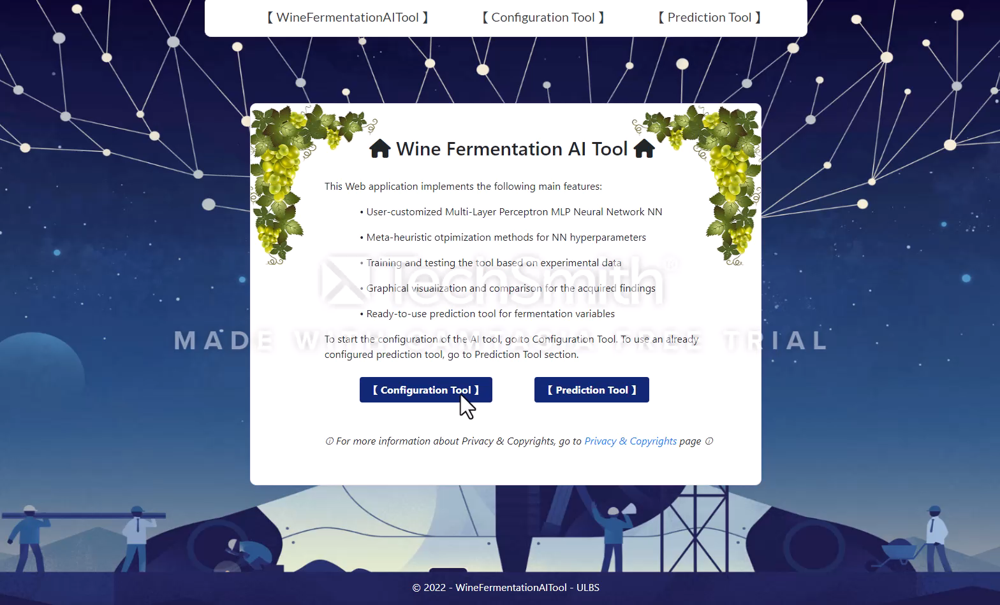 【 WineFermentationAITool 】 【 Configuration Tool 】 【 Prediction Tool 】
Wine Fermentation AI Tool
This Web application implements the following main features:
• User-customized Multi-Layer Perceptron MLP Neural Network NN
• Meta-heuristic otpimization methods for NN hyperparameters
• Training and testing the tool based on experimental data
• Graphical visualization and comparison for the acquired findings
TechSmith
• Ready-to-use prediction tool for fermentation variables
To start the configuration of the AI tool, go to Configuration Tool. To use an already
MADE WITH CAMTASIA FREE TRIAL
configured prediction tool, go to Prediction Tool section.
【 Configuration Tool 】 【 Prediction Tool 】
ⓘ For more information about Privacy & Copyrights, go to Privacy & Copyrights page ⓘ
© 2022 - WineFermentationAITool - ULBS